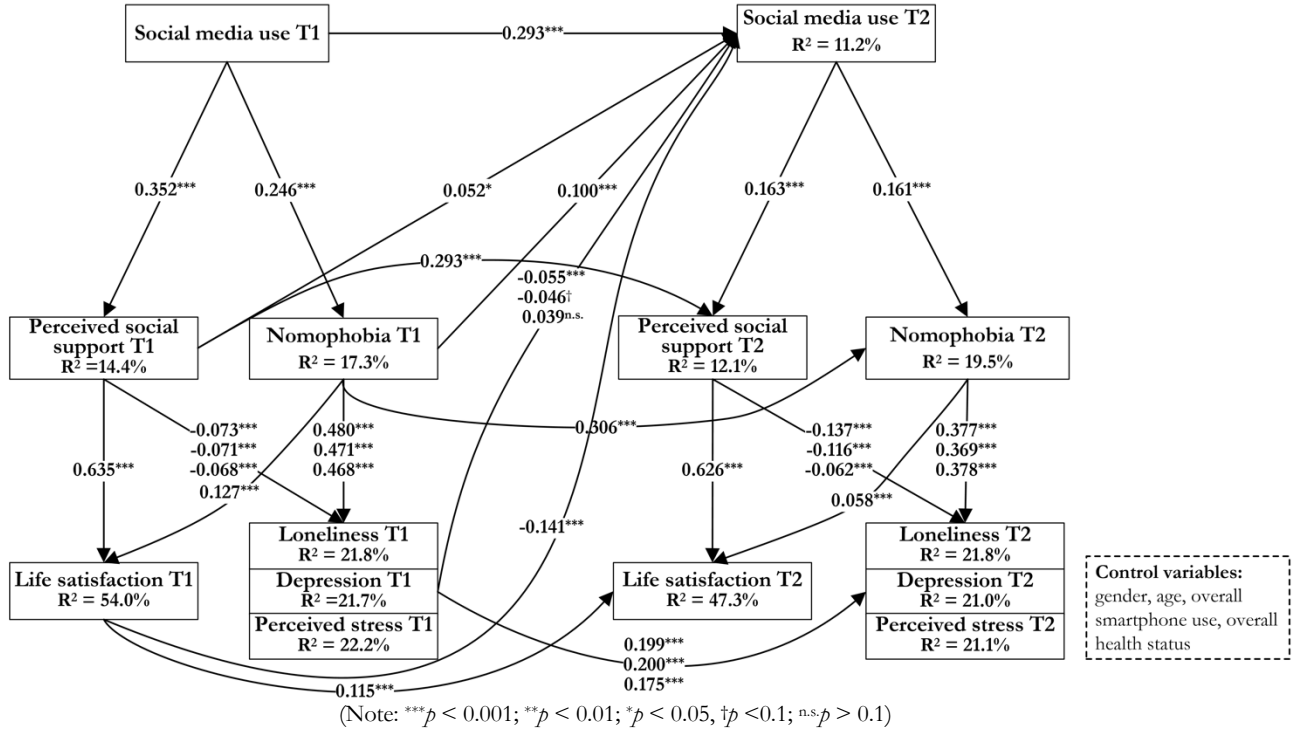 Social media use T1
0.293***
Social media use T2
R² = 11.2%
0.352***
0.246***
0.052*
0.100***
0.163***
0.161***
0.293***
-0.055***
-0.046†
0.039n.s.
Perceived social
support T1
R² =14.4%
Nomophobia T1
R² = 17.3%
Perceived social
support T2
R² = 12.1%
Nomophobia T2
R² = 19.5%
-0.073***
-0.071***
-0.068***
0.480***
0.471***
0.468***
0.306***
-0.137***
-0.116***
-0.062***
0.377***
0.369***
0.378***
0.635***
0.127***
0.626***
0.058***
-0.141***
Life satisfaction T1
R² = 54.0%
Loneliness T1
R² = 21.8%
Depression T1
R² =21.7%
Perceived stress T1
R² = 22.2%
Life satisfaction T2
R² = 47.3%
Loneliness T2
R² = 21.8%
Depression T2
R² = 21.0%
Perceived stress T2
R² = 21.1%
Control variables:
gender, age, overall
smartphone use, overall
health status
0.199***
0.200***
0.175***
0.115***
(Note: ***p < 0.001; **p < 0.01; *p < 0.05, †p <0.1; n.s.p > 0.1)